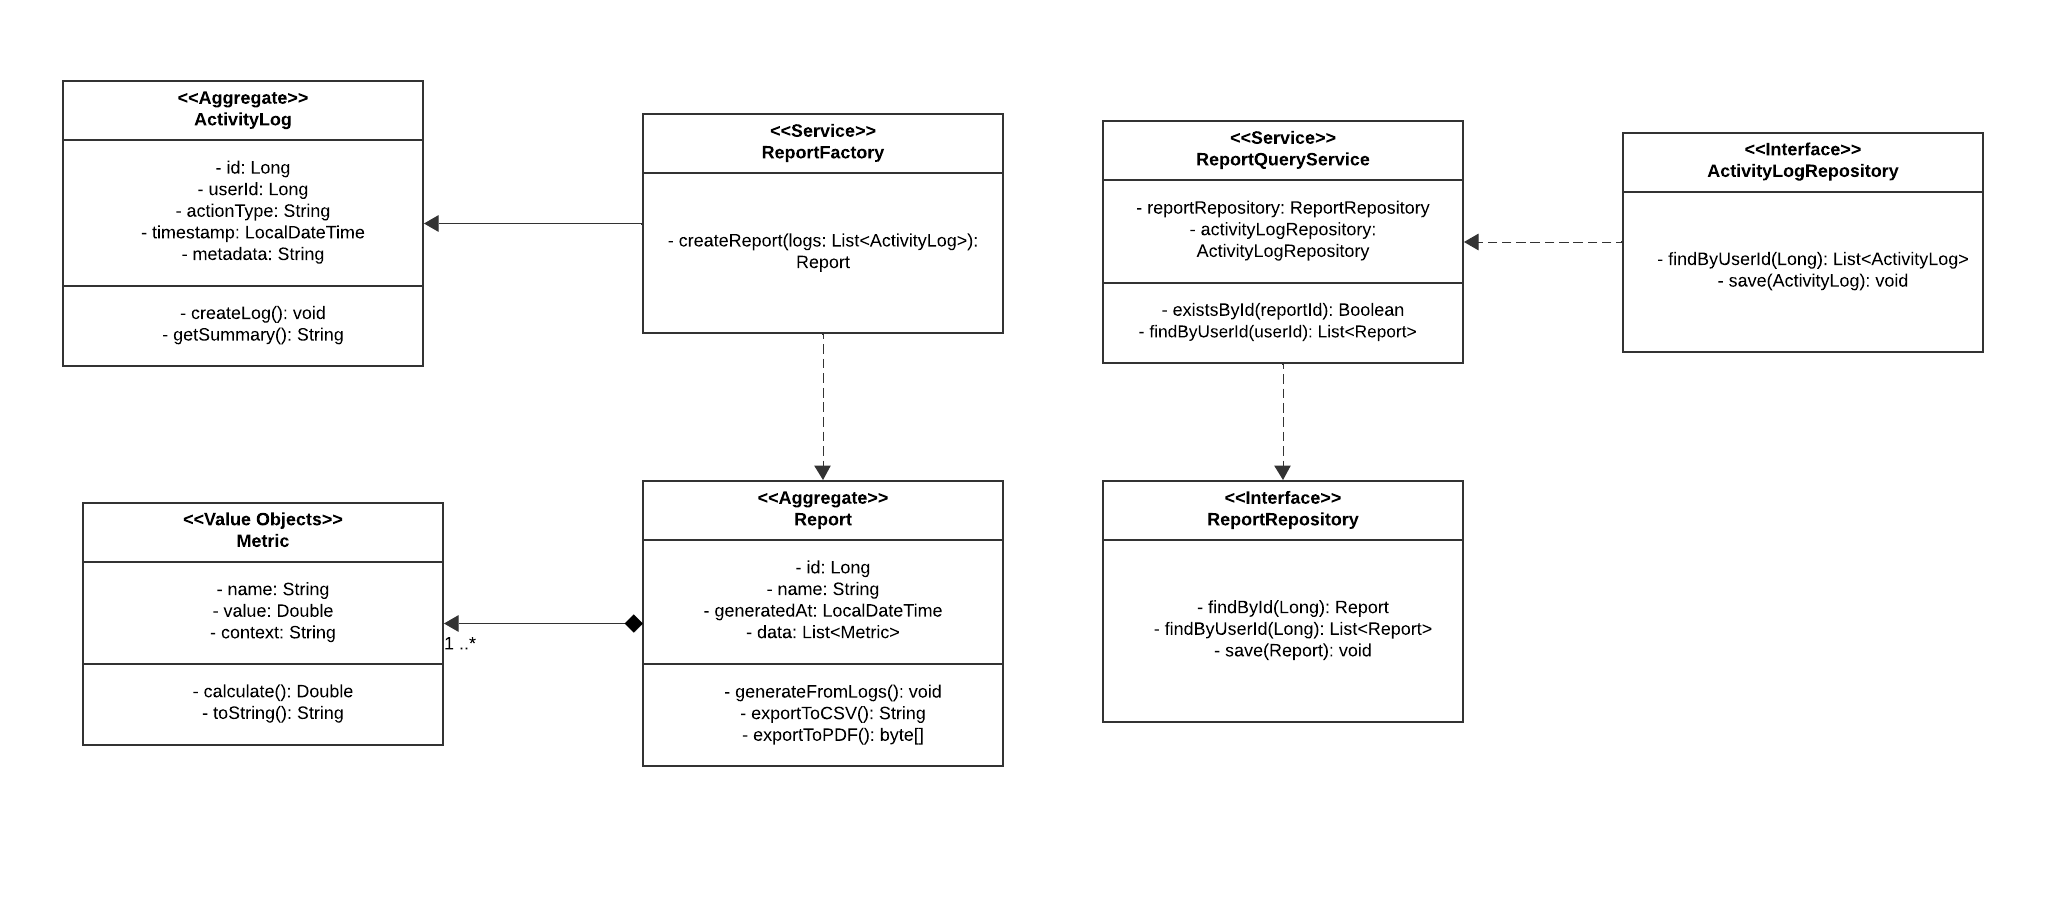 <<Aggregate>>
ActivityLog
- id: Long
- userId: Long
- actionType: String
- timestamp: LocalDateTime
- metadata: String
- createLog(): void
- getSummary(): String
<<Service>>
ReportFactory
- createReport(logs: List<ActivityLog>):
Report
<<Service>>
ReportQueryService
- reportRepository: ReportRepository
- activityLogRepository:
ActivityLogRepository
- existsById(reportId): Boolean
- findByUserId(userId): List<Report>
<<Interface>>
ActivityLogRepository
- findByUserId(Long): List<ActivityLog>
- save(ActivityLog): void
<<Value Objects>>
Metric
- name: String
- value: Double
- context: String
- calculate(): Double
- toString(): String
1 ..*
<<Aggregate>>
Report
- id: Long
- name: String
- generatedAt: LocalDateTime
- data: List<Metric>
- generateFromLogs(): void
- exportToCSV(): String
- exportToPDF(): byte[]
<<Interface>>
ReportRepository
- findById(Long): Report
- findByUserId(Long): List<Report>
- save(Report): void